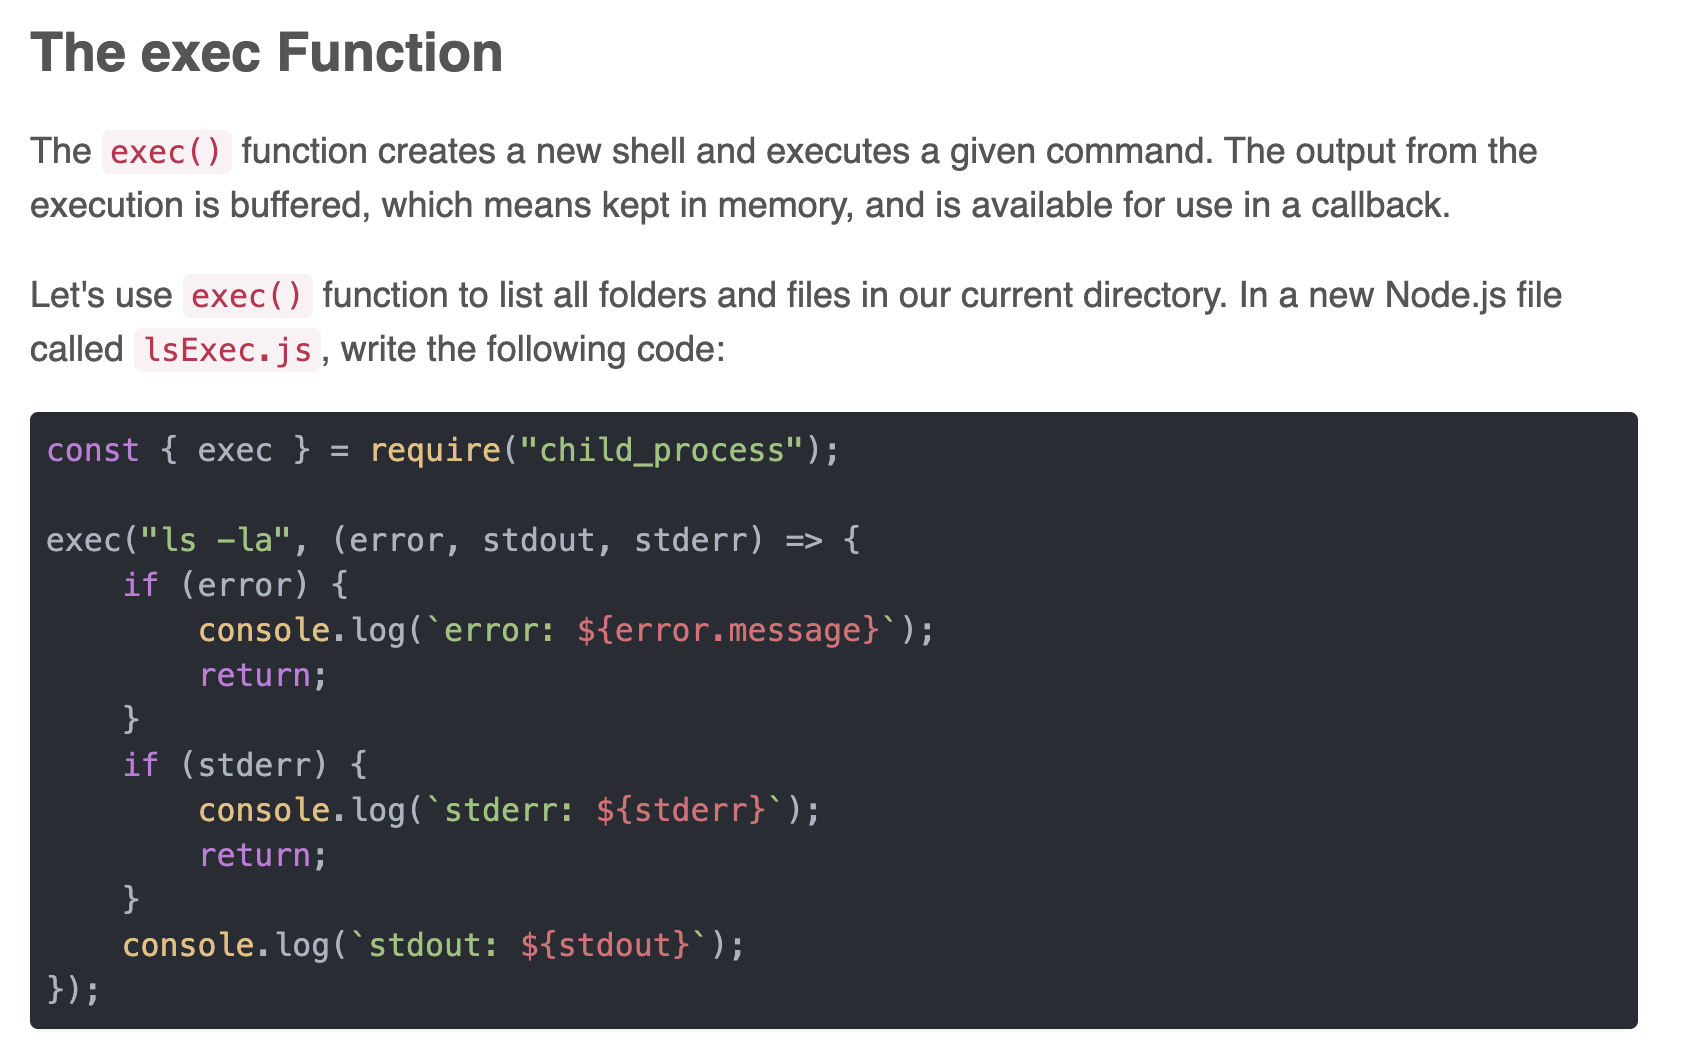 The exec Function
The exec() function creates a new shell and executes a given command. The output from the
execution is buffered, which means kept in memory, and is available for use in a callback.
Let's use exec() function to list all folders and files in our current directory. In a new Node.js file
called lsExec.js, write the following code:
const { exec } = require("child_process");

exec("ls -la", (error, stdout, stderr) => {
    if (error) {
        console.log(`error: ${error.message}`);
        return;
    }
    if (stderr) {
        console.log(`stderr: ${stderr}`);
        return;
    }
    console.log(`stdout: ${stdout}`);
});